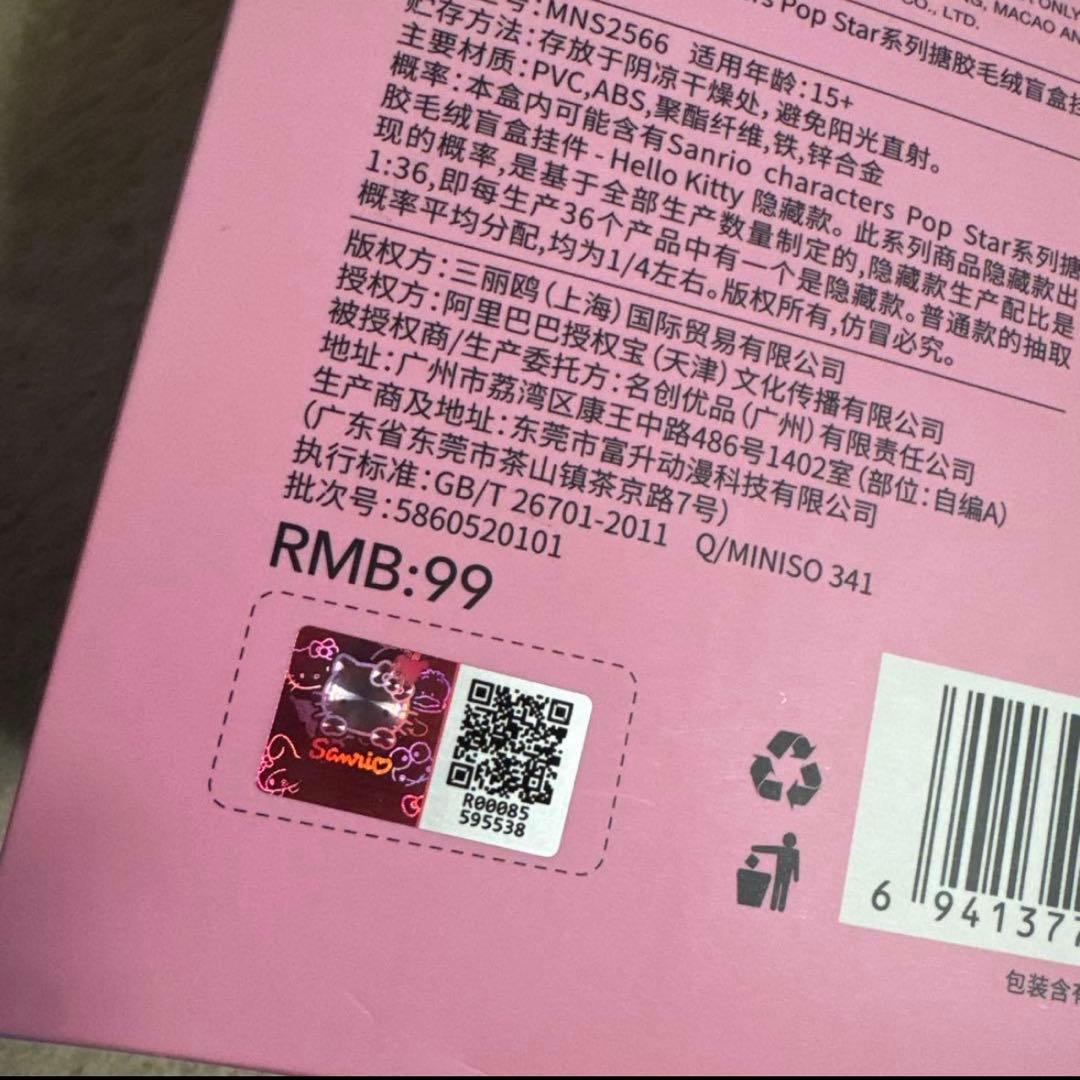 ONLY
MACAO AN
CO., LTD.
Pop Star系列搪胶毛绒盲盒挂
号:MNS2566 适用年龄:15+
贮存方法:存放于阴凉干燥处,避免阳光直射。
主要材质:PVC,ABS,聚酯纤维,铁,锌合金
概率:本盒内可能含有Sanrio characters Pop Star系列搪
胶毛绒盲盒挂件-Hello Kitty 隐藏款。此系列商品隐藏款出
现的概率,是基于全部生产数量制定的,隐藏款生产配比是
1:36,即每生产36个产品中有一个是隐藏款。普通款的抽取
概率平均分配,均为1/4左右。版权所有,仿冒必究。
版权方:三丽鸥(上海)国际贸易有限公司
授权方:阿里巴巴授权宝(天津)文化传播有限公司
被授权商/生产委托方:名创优品(广州)有限责任公司
地址:广州市荔湾区康王中路486号1402室(部位:自编A)
生产商及地址:东莞市富升动漫科技有限公司
(广东省东莞市茶山镇茶京路7号)
执行标准:GB/T 26701-2011 Q/MINISO 341
批次号:5860520101
RMB:99
Sanrio
R00085
595538
6 941377
包装含有